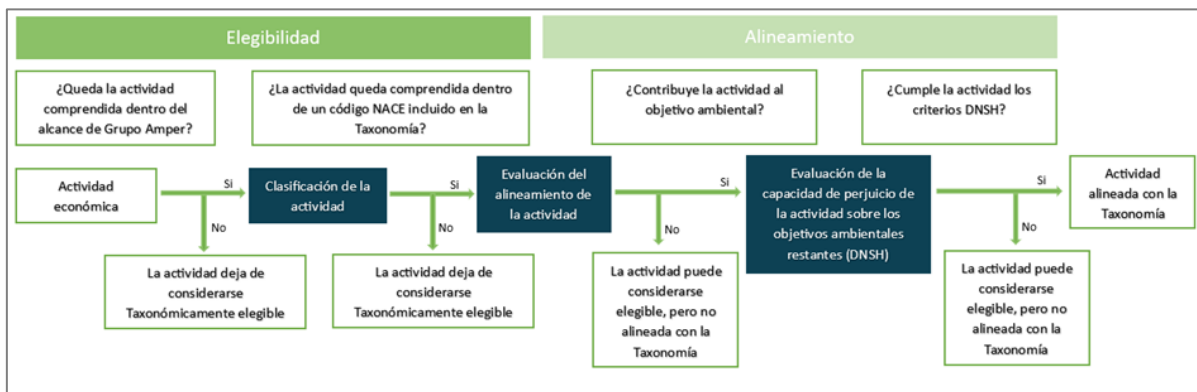 Elegibilidad
Alineamiento
¿Queda la actividad
comprendida dentro del
alcance de Grupo Amper?
¿La actividad queda comprendida dentro
de un código NACE incluido en la
Taxonomía?
¿Contribuye la actividad al
objetivo ambiental?
¿Cumple la actividad los
criterios DNSH?
Actividad
económica
Si
No
Clasificación de la
actividad
Si
No
Evaluación del
alineamiento de
la actividad
Si
No
Evaluación de la
capacidad de perjuicio de
la actividad sobre los
objetivos ambientales
restantes (DNSH)
Si
No
Actividad
alineada con la
Taxonomía
La actividad deja de
considerarse
Taxonómicamente elegible
La actividad deja de
considerarse
Taxonómicamente elegible
La actividad puede
considerarse
elegible, pero no
alineada con la
Taxonomía
La actividad puede
considerarse
elegible, pero no
alineada con la
Taxonomía